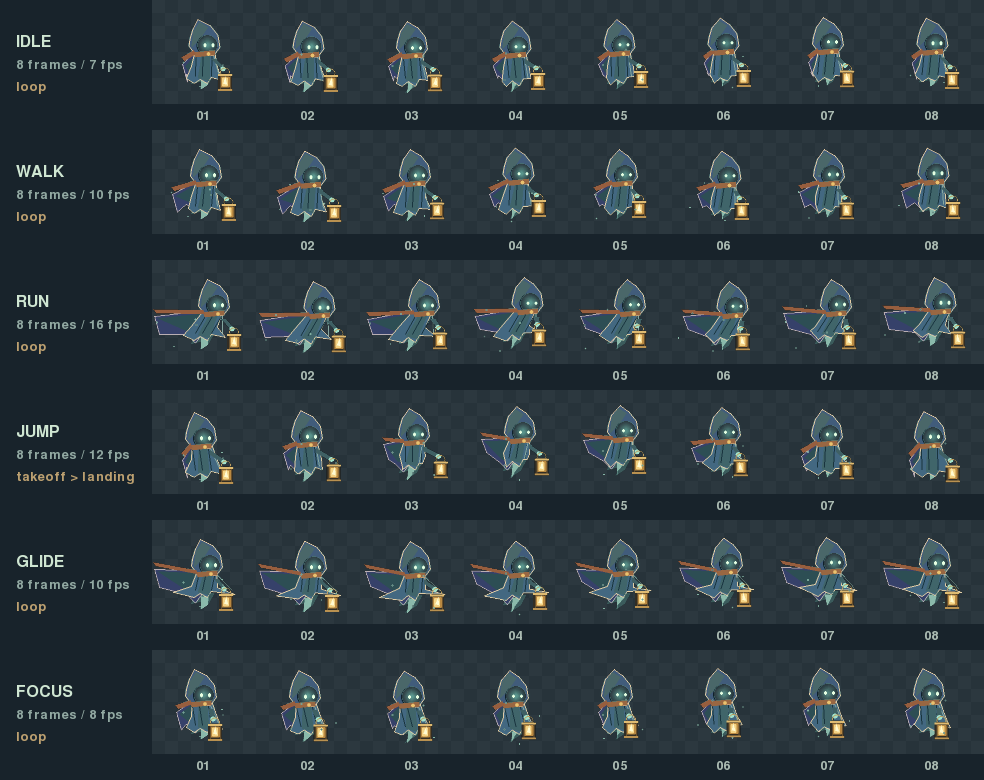 IDLE
8 frames / 7 fps
loop
01 02 03 04 05 06 07 08
WALK
8 frames / 10 fps
loop
01 02 03 04 05 06 07 08
RUN
8 frames / 16 fps
loop
01 02 03 04 05 06 07 08
JUMP
8 frames / 12 fps
takeoff > landing
01 02 03 04 05 06 07 08
GLIDE
8 frames / 10 fps
loop
01 02 03 04 05 06 07 08
FOCUS
8 frames / 8 fps
loop
01 02 03 04 05 06 07 08